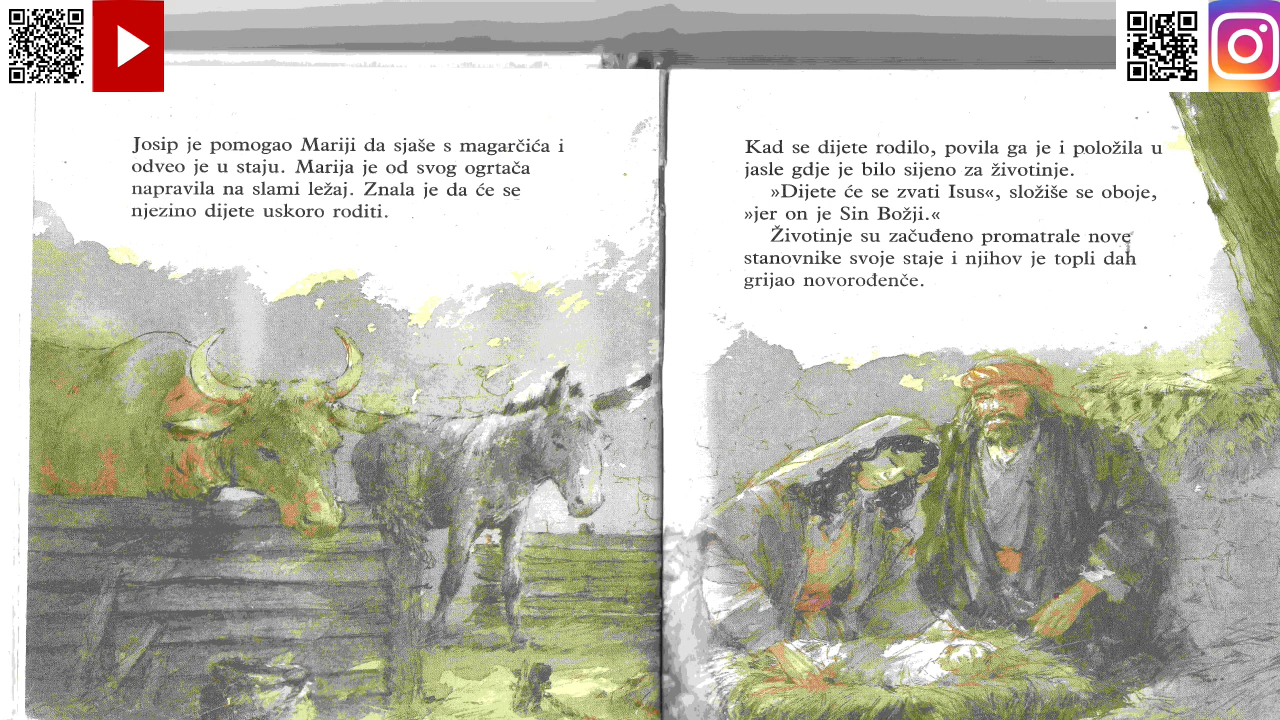 Josip je pomogao Mariji da sjaše s magarčića i
odveo je u staju. Marija je od svog ogrtača
napravila na slami ležaj. Znala je da će se
njezino dijete uskoro roditi.
Kad se dijete rodilo, povila ga je i položila u
jasle gdje je bilo sijeno za životinje.
»Dijete će se zvati Isus«, složiše se oboje,
»jer on je Sin Božji.«
Životinje su začuđeno promatrale nove
stanovnike svoje staje i njihov je topli dah
grijao novorođenče.